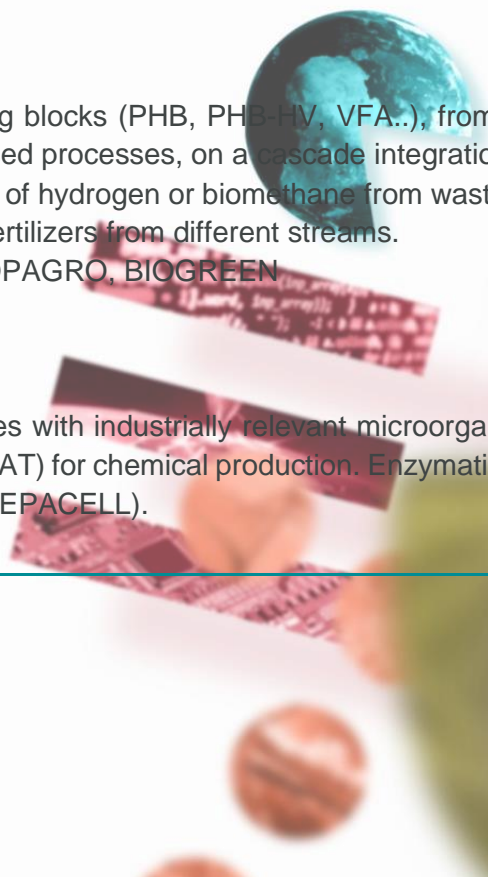 g blocks (PHB, PHB-HV, VFA..), from
ed processes, on a cascade integratio
of hydrogen or biomethane from wast
ertilizers from different streams.
OPAGRO, BIOGREEN
es with industrially relevant microorga
AT) for chemical production. Enzymati
EPACELL).